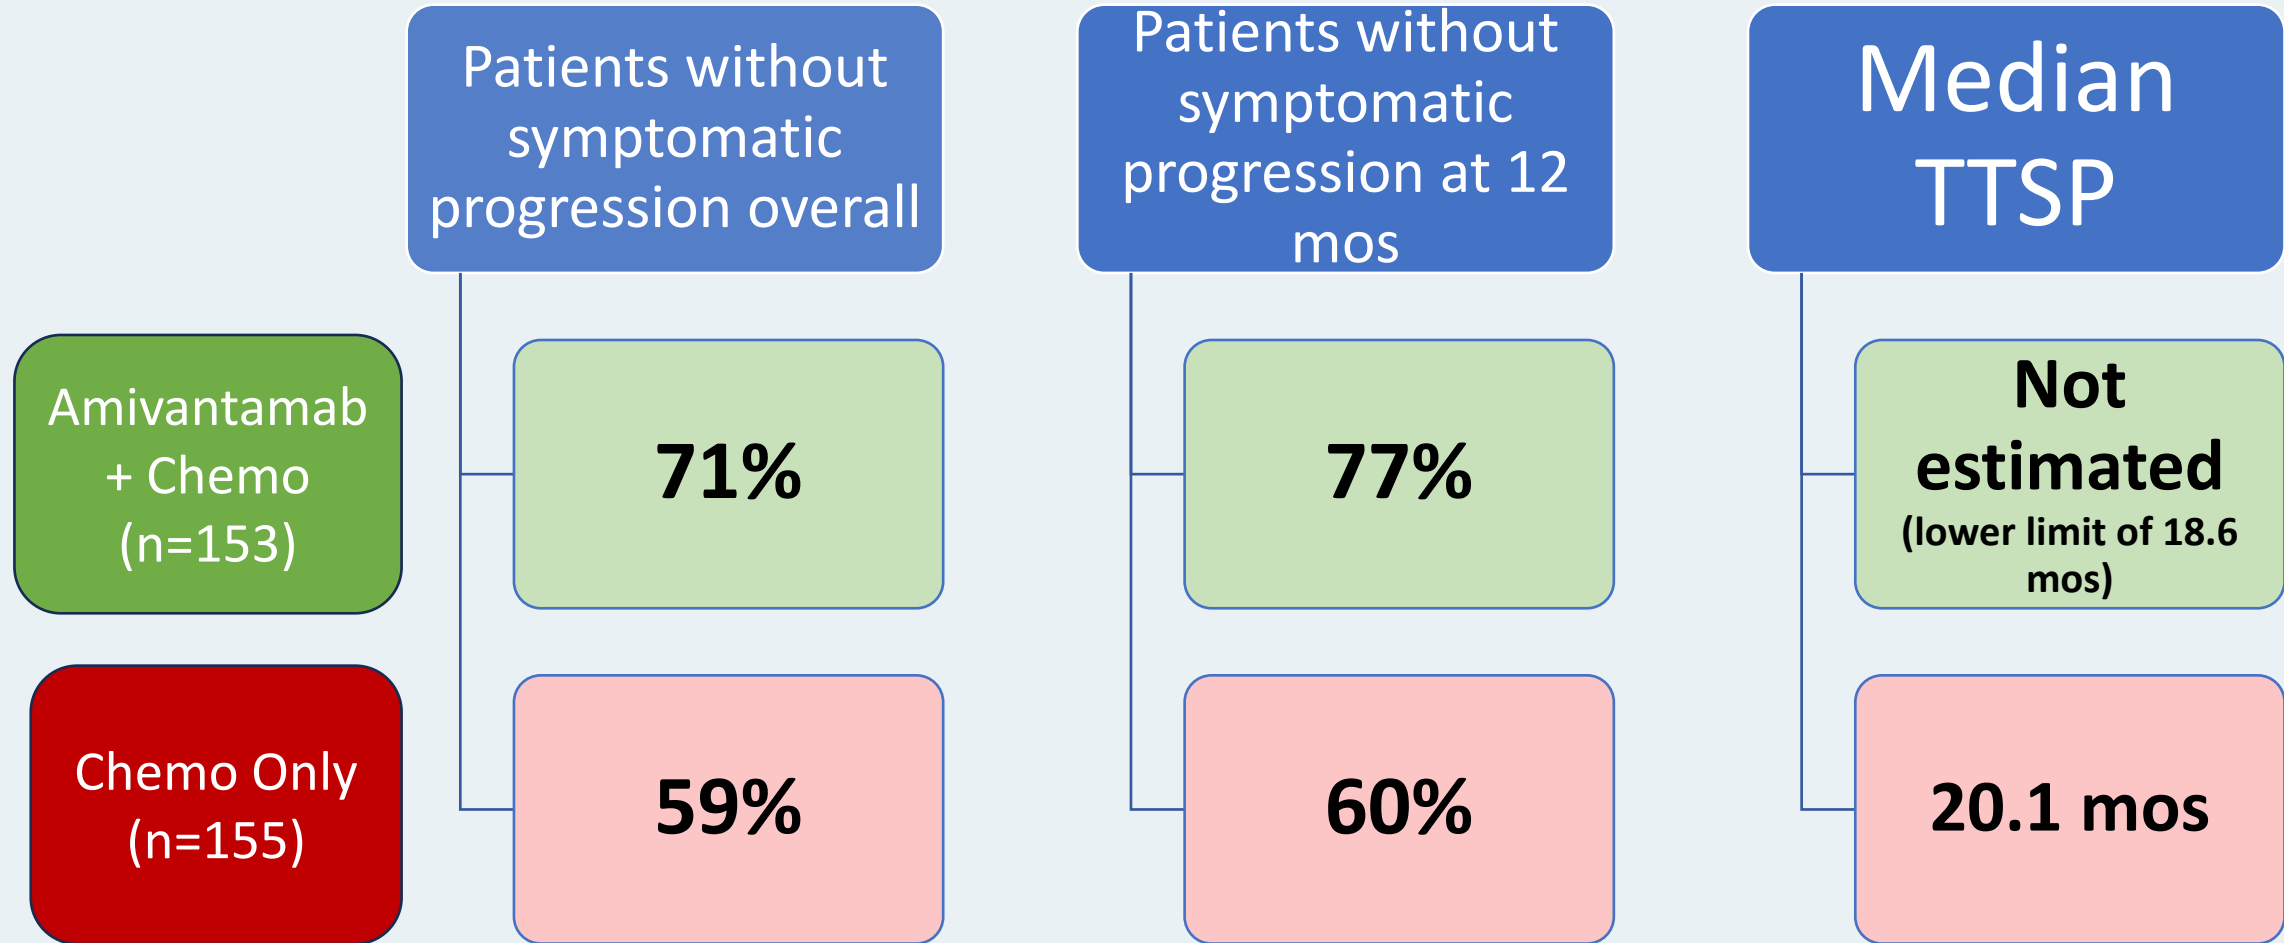 Patients without
symptomatic
progression overall
Patients without
symptomatic
progression at 12
mos
Median
TTSP
Amivantamab
+ Chemo
(n=153)
71%
77%
Not
estimated
(lower limit of 18.6
mos)
Chemo Only
(n=155)
59%
60%
20.1 mos